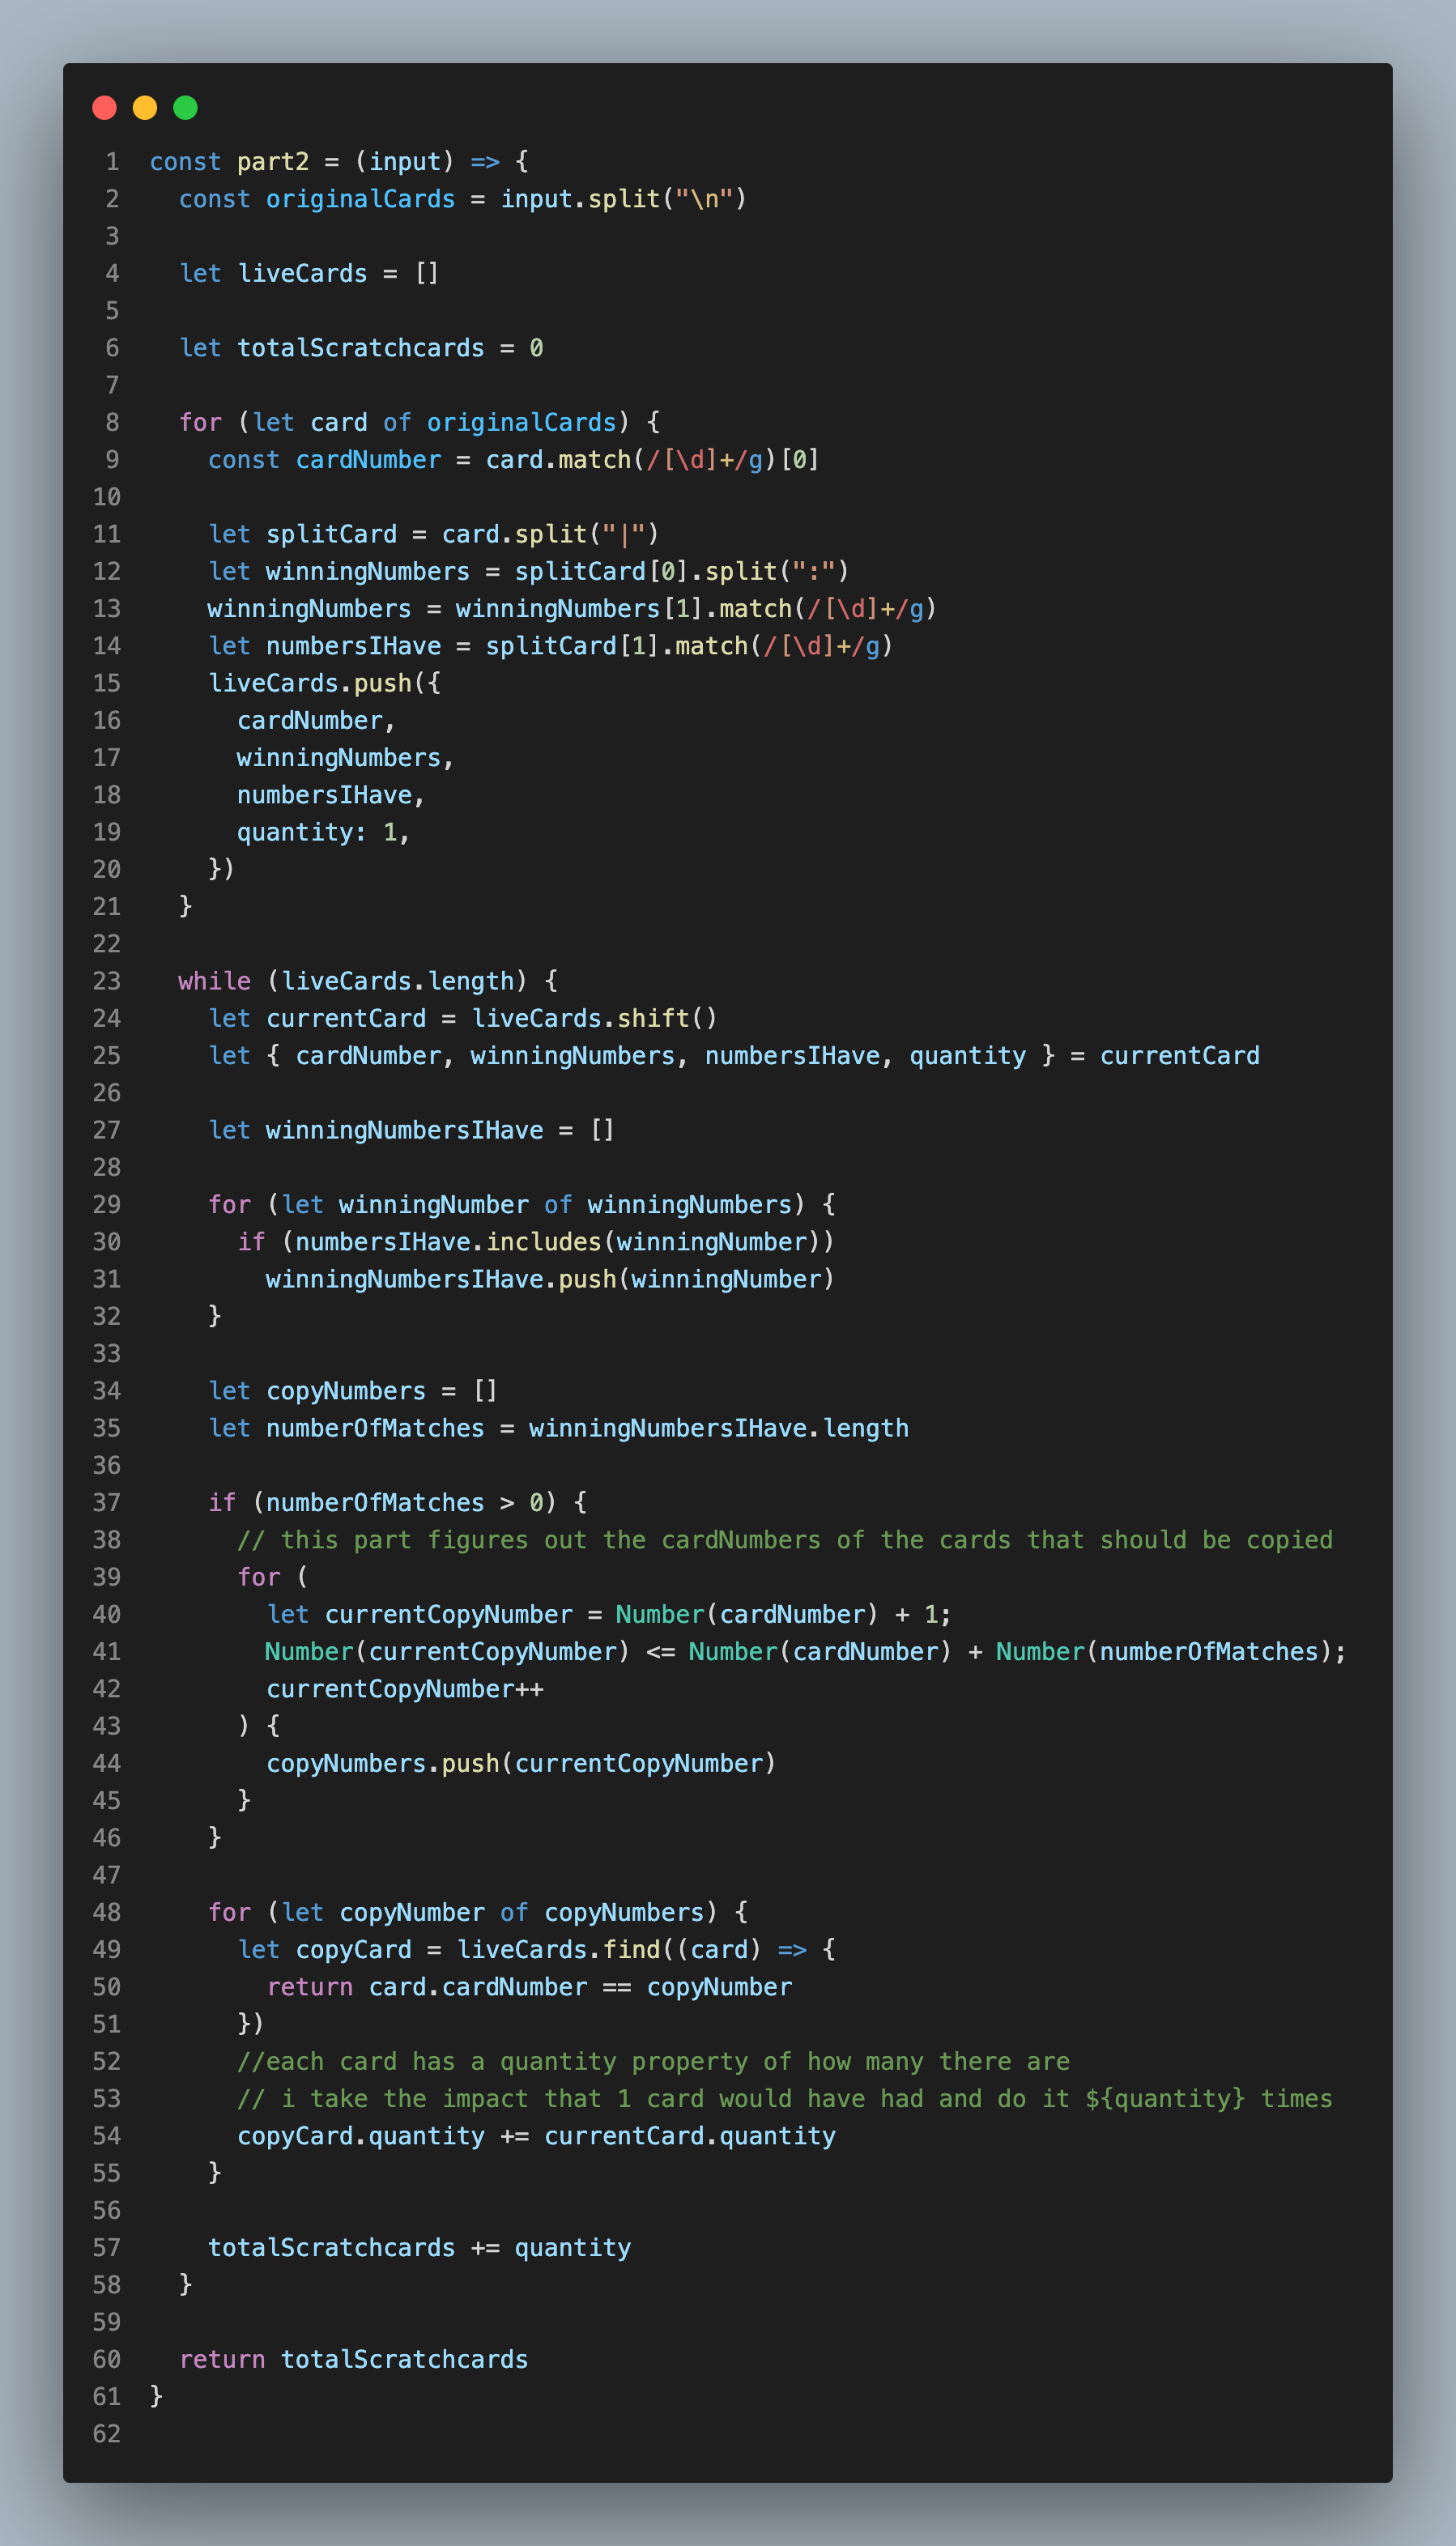 1 const part2 = (input) => {
2   const originalCards = input.split("\n")
3
4   let liveCards = []
5
6   let totalScratchcards = 0
7
8   for (let card of originalCards) {
9     const cardNumber = card.match(/[\d]+/g)[0]
10
11     let splitCard = card.split("|")
12     let winningNumbers = splitCard[0].split(":")
13     winningNumbers = winningNumbers[1].match(/[\d]+/g)
14     let numbersIHave = splitCard[1].match(/[\d]+/g)
15     liveCards.push({
16       cardNumber,
17       winningNumbers,
18       numbersIHave,
19       quantity: 1,
20     })
21   }
22
23   while (liveCards.length) {
24     let currentCard = liveCards.shift()
25     let { cardNumber, winningNumbers, numbersIHave, quantity } = currentCard
26
27     let winningNumbersIHave = []
28
29     for (let winningNumber of winningNumbers) {
30       if (numbersIHave.includes(winningNumber))
31         winningNumbersIHave.push(winningNumber)
32     }
33
34     let copyNumbers = []
35     let numberOfMatches = winningNumbersIHave.length
36
37     if (numberOfMatches > 0) {
38       // this part figures out the cardNumbers of the cards that should be copied
39       for (
40         let currentCopyNumber = Number(cardNumber) + 1;
41         Number(currentCopyNumber) <= Number(cardNumber) + Number(numberOfMatches);
42         currentCopyNumber++
43       ) {
44         copyNumbers.push(currentCopyNumber)
45       }
46     }
47
48     for (let copyNumber of copyNumbers) {
49       let copyCard = liveCards.find((card) => {
50         return card.cardNumber == copyNumber
51       })
52       //each card has a quantity property of how many there are
53       // i take the impact that 1 card would have had and do it ${quantity} times
54       copyCard.quantity += currentCard.quantity
55     }
56
57     totalScratchcards += quantity
58   }
59
60   return totalScratchcards
61 }
62